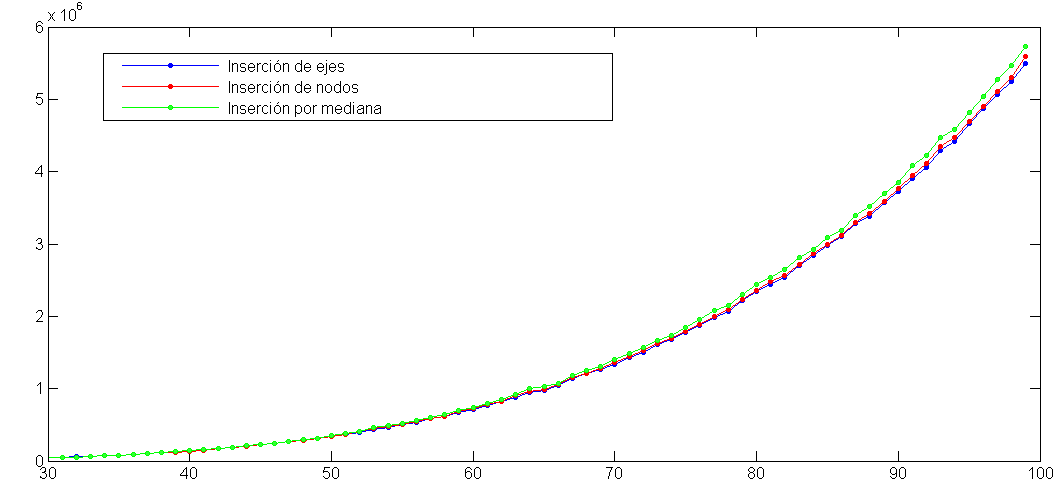 x 10⁶
6
Inserción de ejes
Inserción de nodos
Inserción por mediana
5
4
3
2
1
0
30 40 50 60 70 80 90 100